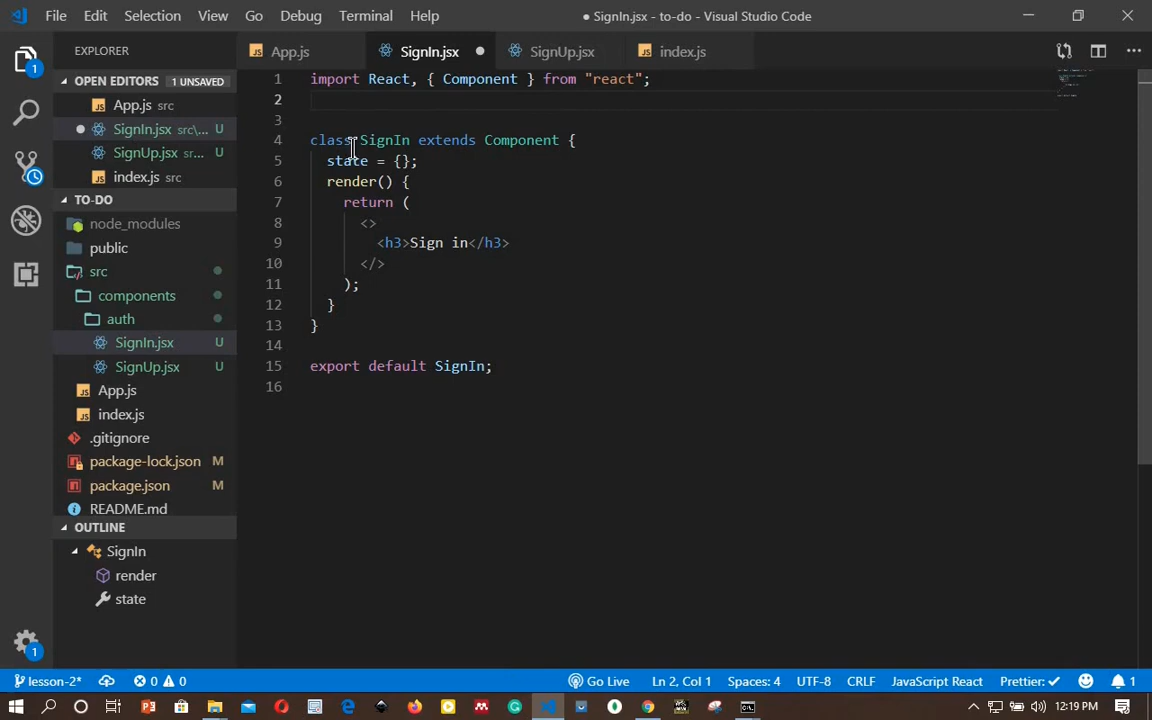 File Edit Selection View Go Debug Terminal Help ● SignIn.jsx - to-do - Visual Studio Code
EXPLORER
App.js SignIn.jsx SignUp.jsx index.js
OPEN EDITORS 1 UNSAVED
App.js src
SignIn.jsx src\... U
SignUp.jsx sr... U
index.js src
TO-DO
node_modules
public
src
components
auth
SignIn.jsx U
SignUp.jsx U
App.js
index.js
.gitignore
package-lock.json M
package.json M
README.md
OUTLINE
SignIn
render
state
1
1
1 import React, { Component } from "react";
2
3
4 class SignIn extends Component {
5 state = {};
6 render() {
7 return (
8 <>
9 <h3>Sign in</h3>
10 </>
11 );
12 }
13 }
14
15 export default SignIn;
16
lesson-2* 0 0 Go Live Ln 2, Col 1 Spaces: 4 UTF-8 CRLF JavaScript React Prettier: ✓ 1
12:19 PM